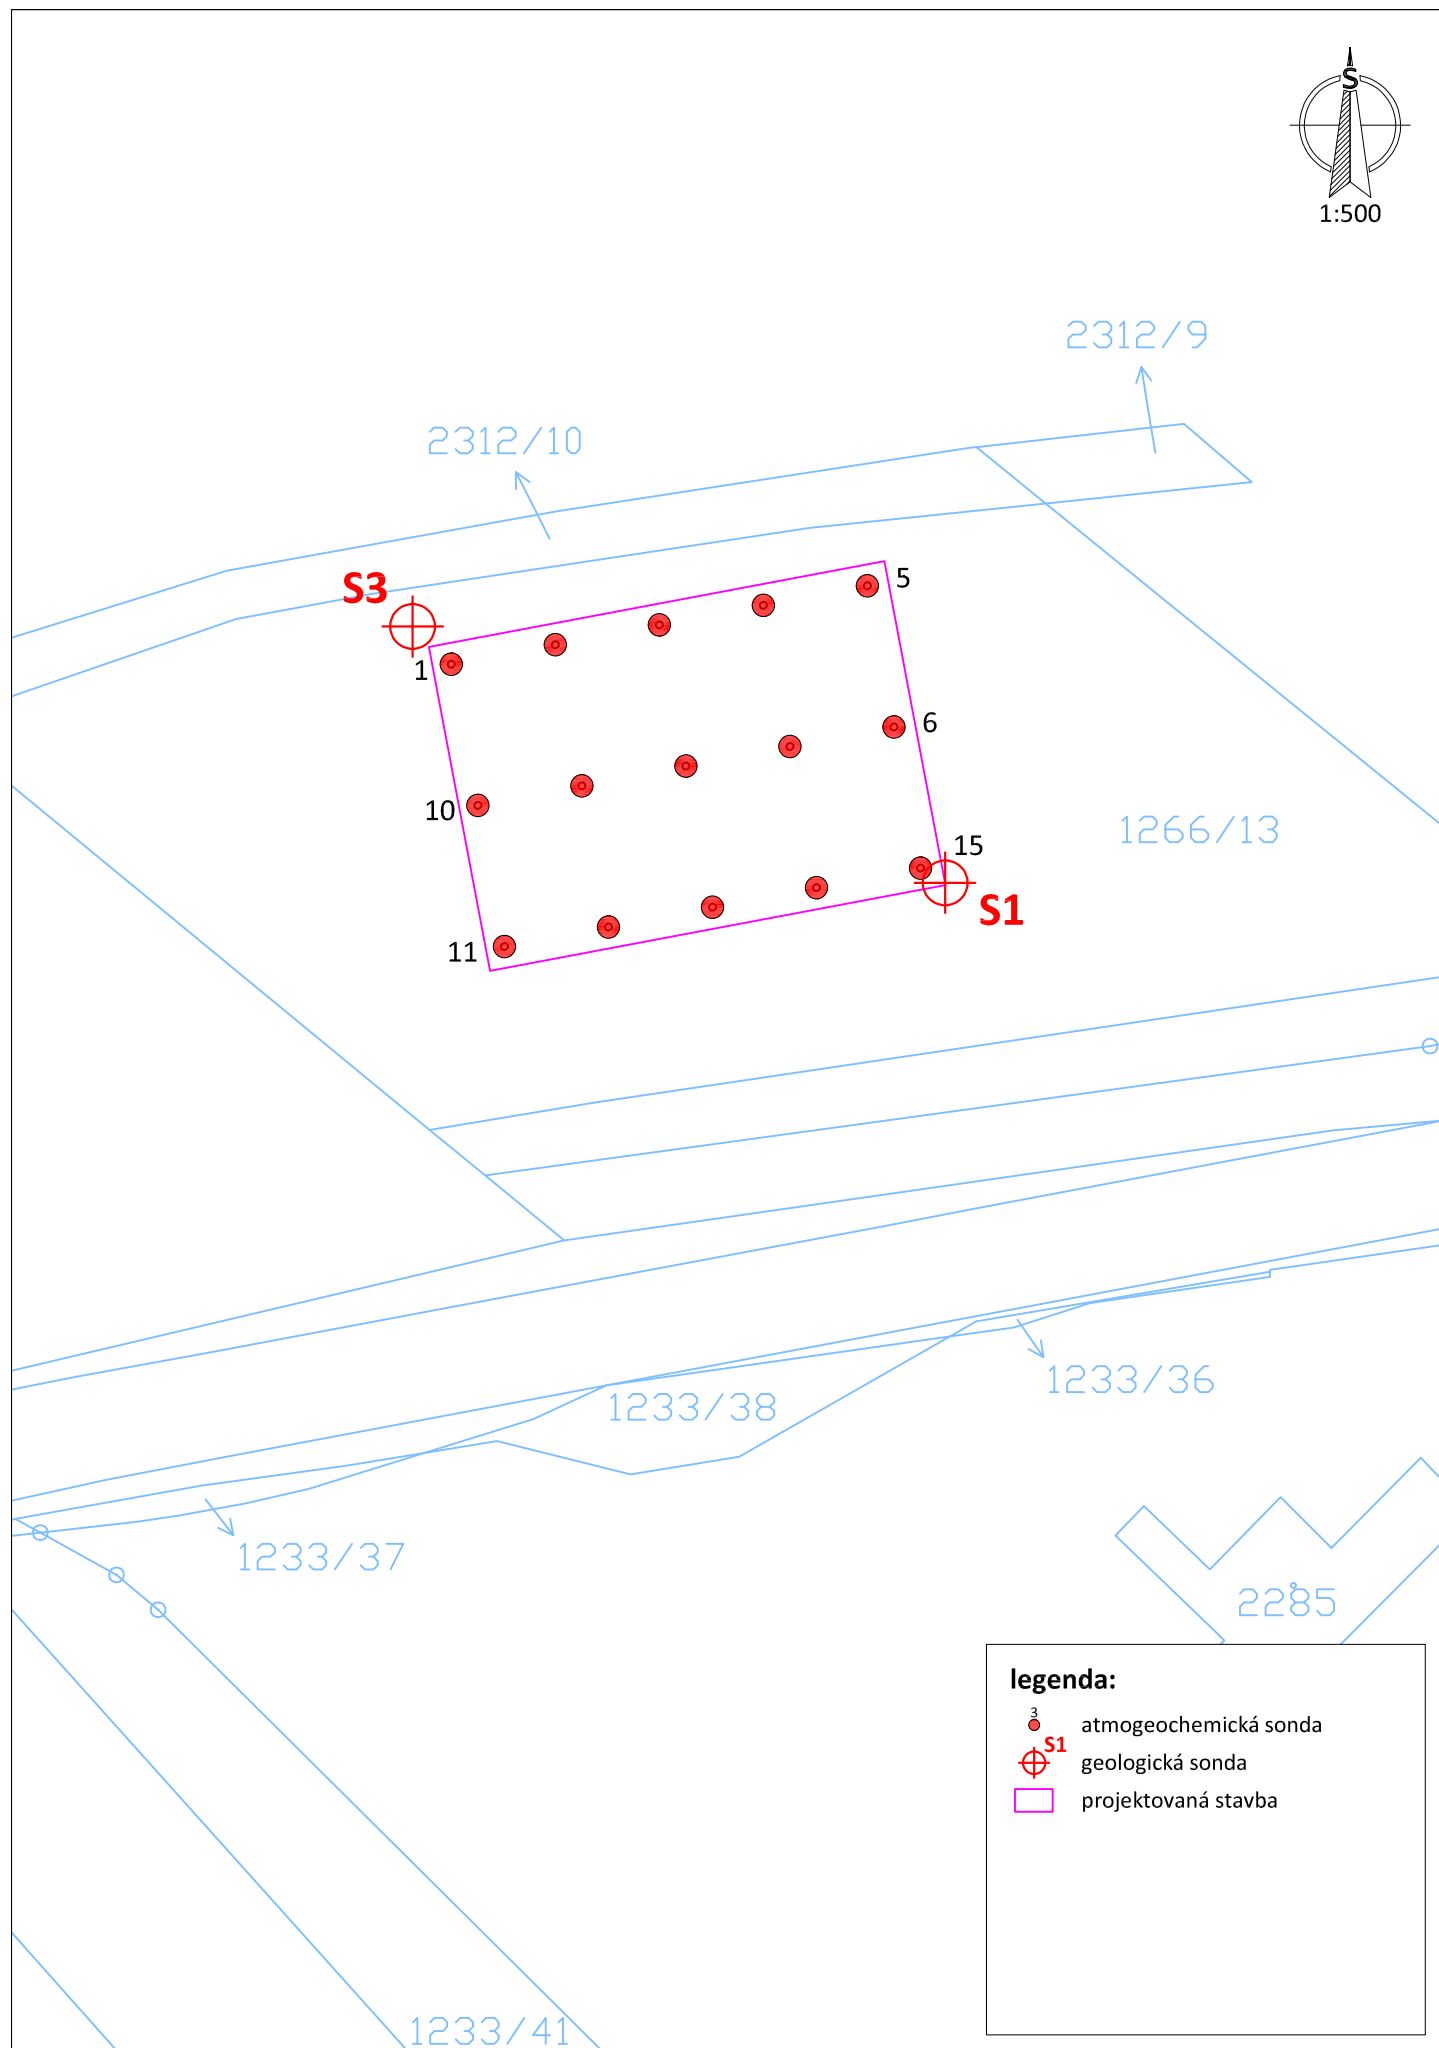 S
1:500
2312/9
2312/10
S3
5
1
6
10
1266/13
15
S1
11
1233/36
1233/38
1233/37
2285
legenda:
3
atmogeochemická sonda
S1
geologická sonda
projektovaná stavba
1233/41